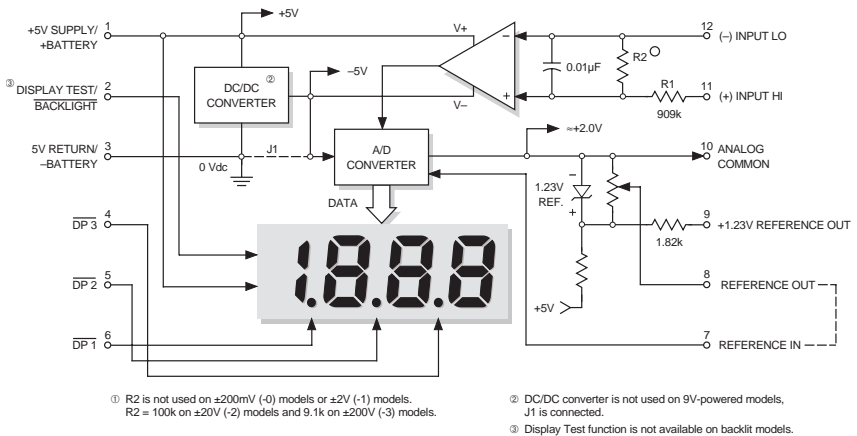 +5V SUPPLY/
+BATTERY
1
③ DISPLAY TEST/
BACKLIGHT
2
5V RETURN/
–BATTERY
3
DP 3
4
DP 2
5
DP 1
6
+5V
DC/DC
CONVERTER
②
–5V
0 Vdc
J1
V+
V–
–
+
A/D
CONVERTER
DATA
1.8.8.8
0.01µF
R2
R1
909k
≈+2.0V
–
1.23V
REF.
+
1.82k
+5V
12
(–) INPUT LO
11
(+) INPUT HI
10
ANALOG
COMMON
9
+1.23V REFERENCE OUT
8
REFERENCE OUT
7
REFERENCE IN
① R2 is not used on ±200mV (-0) models or ±2V (-1) models.
R2 = 100k on ±20V (-2) models and 9.1k on ±200V (-3) models.
② DC/DC converter is not used on 9V-powered models,
J1 is connected.
③ Display Test function is not available on backlit models.